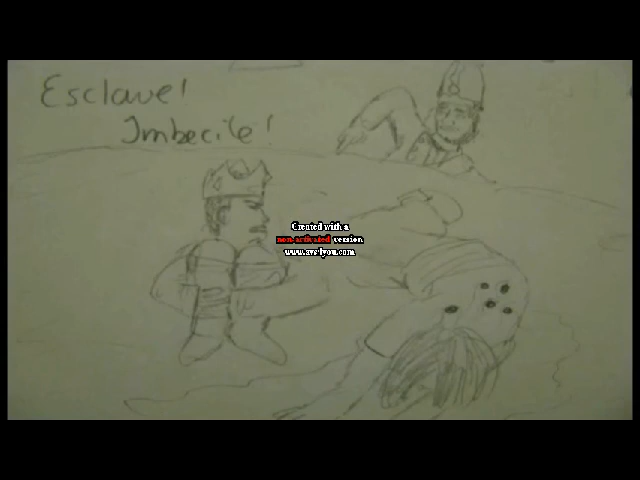 Esclave!
Imbecile!
Created with a
non-activated version
www.avs4you.com